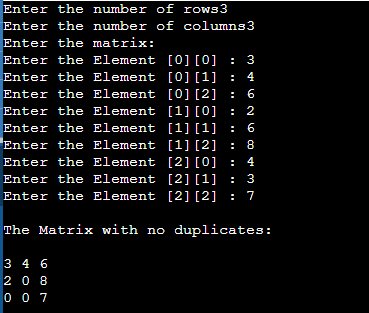 Enter the number of rows3
Enter the number of columns3
Enter the matrix:
Enter the Element [0][0] : 3
Enter the Element [0][1] : 4
Enter the Element [0][2] : 6
Enter the Element [1][0] : 2
Enter the Element [1][1] : 6
Enter the Element [1][2] : 8
Enter the Element [2][0] : 4
Enter the Element [2][1] : 3
Enter the Element [2][2] : 7
The Matrix with no duplicates:
3 4 6
2 0 8
0 0 7